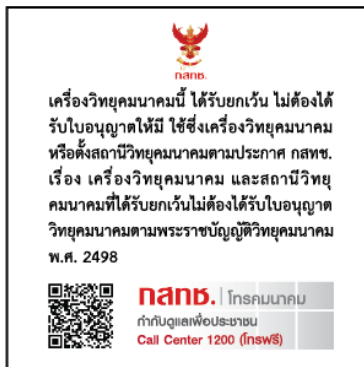 กสทช.
เครื่องวิทยุคมนาคมนี้ ได้รับยกเว้น ไม่ต้องได้
รับใบอนุญาตให้มี ใช้ซึ่งเครื่องวิทยุคมนาคม
หรือตั้งสถานีวิทยุคมนาคมตามประกาศ กสทช.
เรื่อง เครื่องวิทยุคมนาคม และสถานีวิทยุ
คมนาคมที่ได้รับยกเว้นไม่ต้องได้รับใบอนุญาต
วิทยุคมนาคมตามพระราชบัญญัติวิทยุคมนาคม
พ.ศ. 2498
กสทช. | โทรคมนาคม
กำกับดูแลเพื่อประชาชน
Call Center 1200 (โทรฟรี)